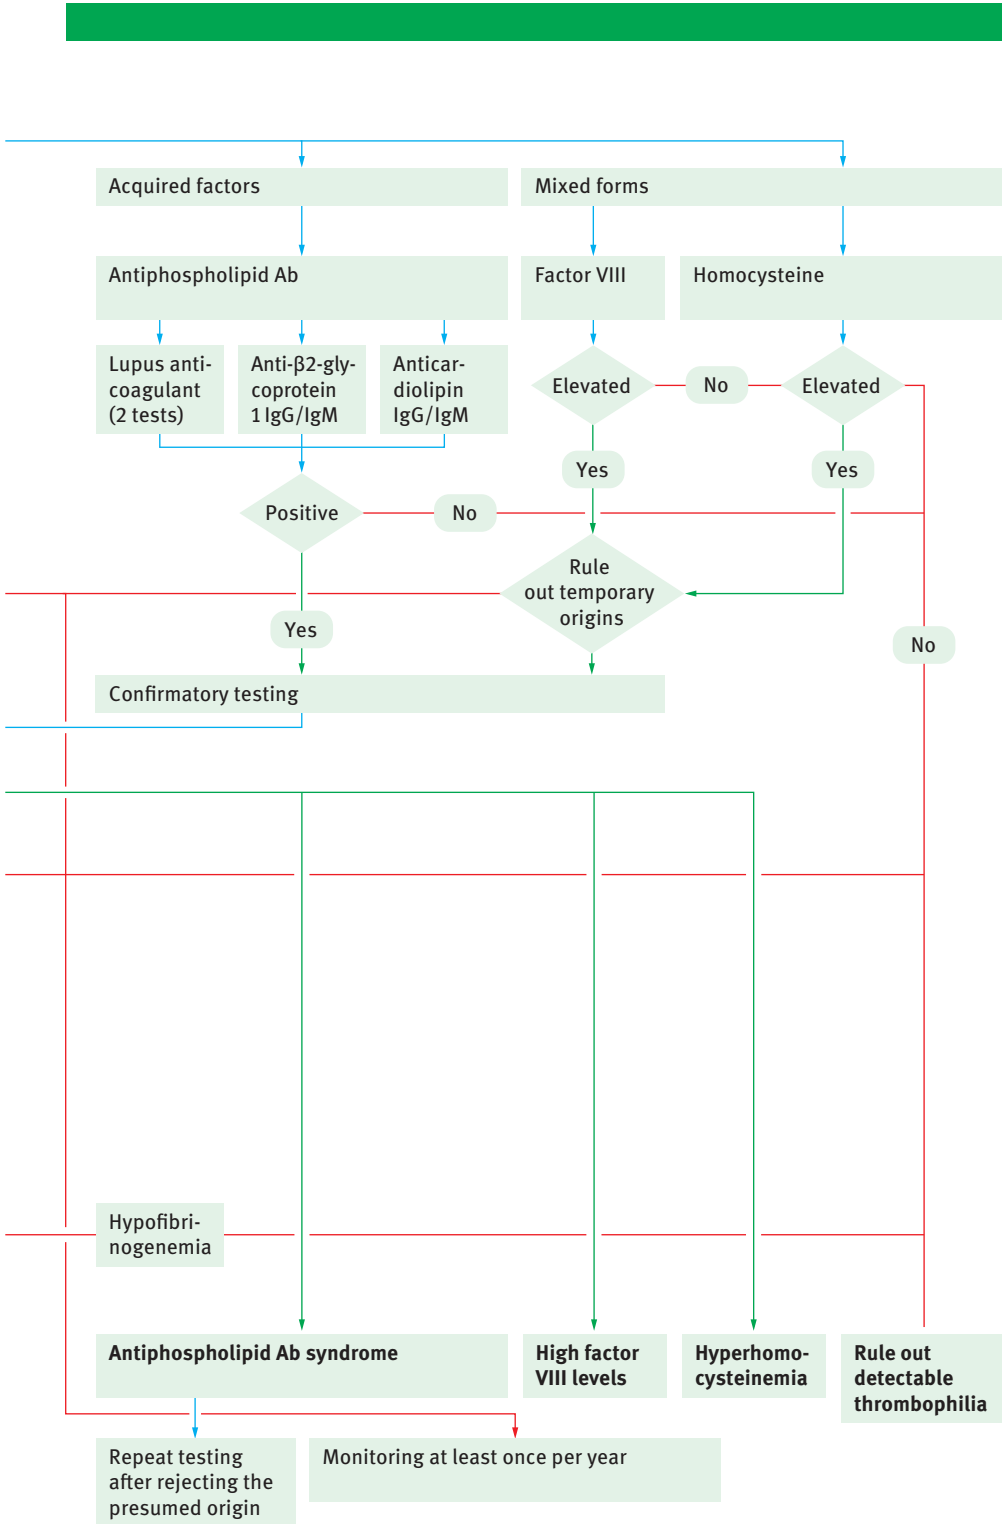 Acquired factors
Mixed forms
Antiphospholipid Ab
Factor VIII
Homocysteine
Lupus anti-
coagulant
(2 tests)
Anti-β2-gly-
coprotein
1 IgG/IgM
Anticar-
diolipin
IgG/IgM
Elevated
No
Elevated
Yes
Yes
Positive
No
Rule
out temporary
origins
Yes
No
Confirmatory testing
Hypofibri-
nogenemia
Antiphospholipid Ab syndrome
High factor
VIII levels
Hyperhomo-
cysteinemia
Rule out
detectable
thrombophilia
Repeat testing
after rejecting the
presumed origin
Monitoring at least once per year